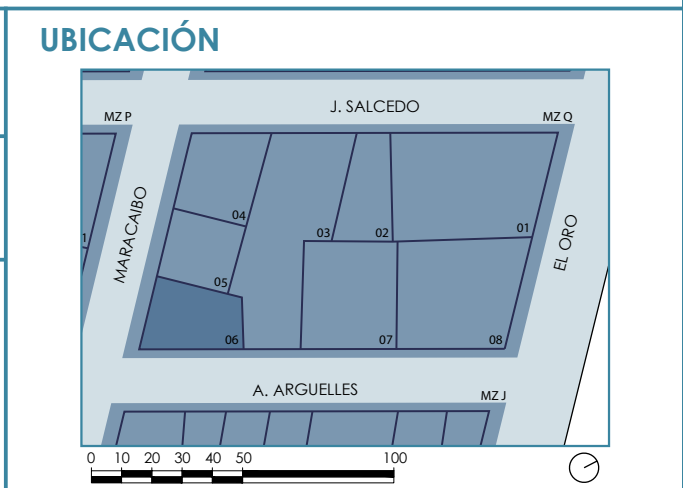 UBICACIÓN
J. SALCEDO
MZ P
MZ Q
MARACAIBO
EL ORO
04
03
02
01
1
05
06
07
08
A. ARGUELLES
MZ J
0 10 20 30 40 50 100